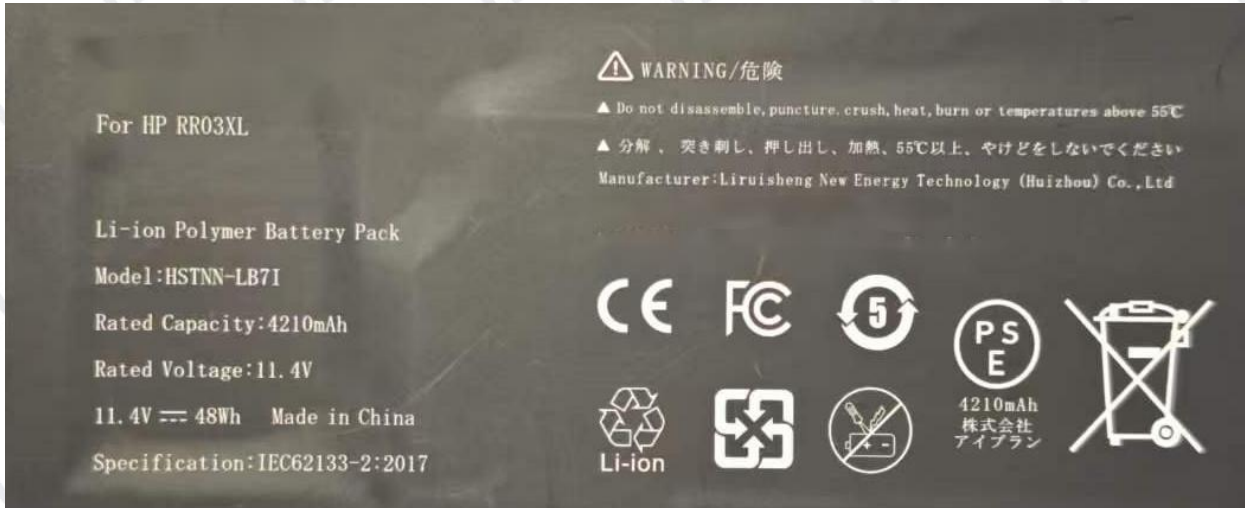 For HP RR03XL
Li-ion Polymer Battery Pack
Model:HSTNN-LB7I
Rated Capacity:4210mAh
Rated Voltage:11.4V
11.4V ⎓ 48Wh Made in China
Specification:IEC62133-2:2017
WARNING/危険
▲ Do not disassemble,puncture.crush,heat,burn or temperatures above 55℃
▲ 分解 、 突き刺し、押し出し、加熱、55℃以上、やけどをしないでください
Manufacturer:Liruisheng New Energy Technology (Huizhou) Co.,Ltd
CE FC 5
PS
E
4210mAh
株式会社
アイプラン
Li-ion